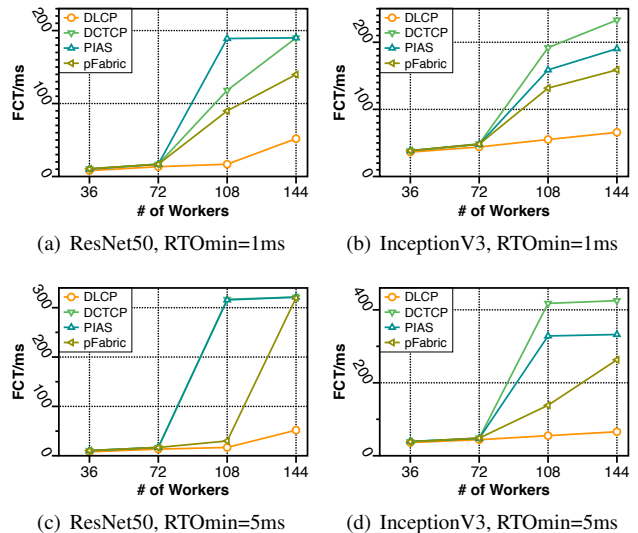 FCT/ms
200
100
0
DLCP
DCTCP
PIAS
pFabric
36 72 108 144
# of Workers
(a) ResNet50, RTOmin=1ms
FCT/ms
200
100
0
DLCP
DCTCP
PIAS
pFabric
36 72 108 144
# of Workers
(b) InceptionV3, RTOmin=1ms
FCT/ms
300
200
100
0
DLCP
DCTCP
PIAS
pFabric
36 72 108 144
# of Workers
(c) ResNet50, RTOmin=5ms
FCT/ms
400
200
0
DLCP
DCTCP
PIAS
pFabric
36 72 108 144
# of Workers
(d) InceptionV3, RTOmin=5ms